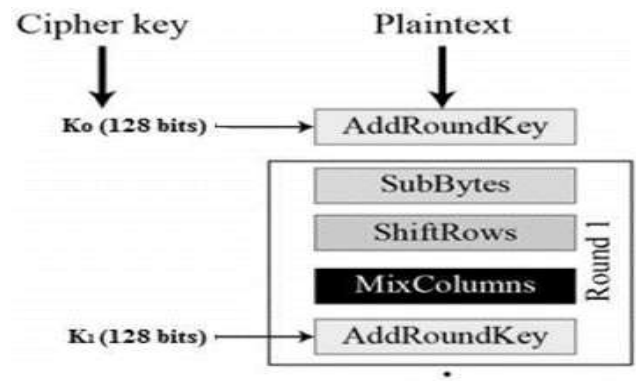 Cipher key
Plaintext
K₀ (128 bits)
AddRoundKey
SubBytes
ShiftRows
MixColumns
K₁ (128 bits)
AddRoundKey
Round 1